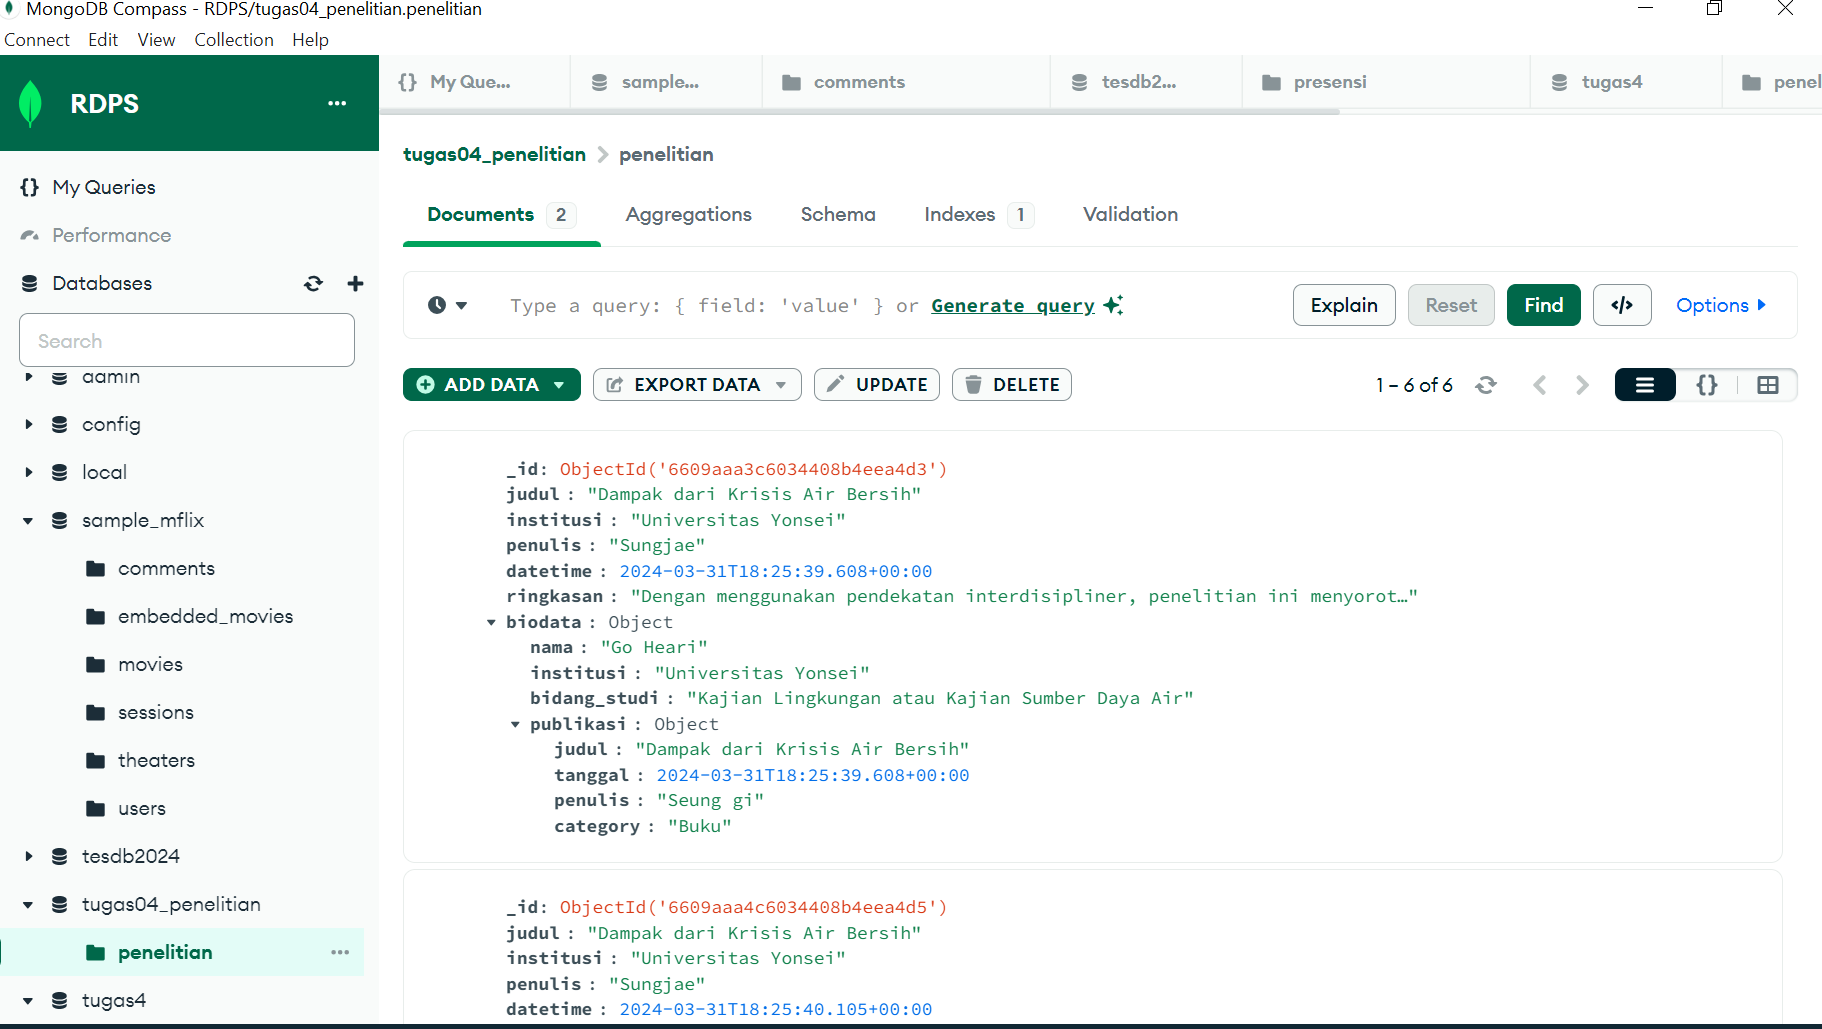 MongoDB Compass - RDPS/tugas04_penelitian.penelitian
Connect Edit View Collection Help
RDPS
{} My Que...
sample...
comments
tesdb2...
presensi
tugas4
penel
My Queries
Performance
Databases
Search
admin
config
local
sample_mflix
comments
embedded_movies
movies
sessions
theaters
users
tesdb2024
tugas04_penelitian
penelitian
tugas4
tugas04_penelitian > penelitian
Documents 2 Aggregations Schema Indexes 1 Validation
Type a query: { field: 'value' } or Generate query
Explain Reset Find </> Options
ADD DATA EXPORT DATA UPDATE DELETE 1 – 6 of 6 {}
_id: ObjectId('6609aaa3c6034408b4eea4d3')
judul : "Dampak dari Krisis Air Bersih"
institusi : "Universitas Yonsei"
penulis : "Sungjae"
datetime : 2024-03-31T18:25:39.608+00:00
ringkasan : "Dengan menggunakan pendekatan interdisipliner, penelitian ini menyorot…"
biodata : Object
nama : "Go Heari"
institusi : "Universitas Yonsei"
bidang_studi : "Kajian Lingkungan atau Kajian Sumber Daya Air"
publikasi : Object
judul : "Dampak dari Krisis Air Bersih"
tanggal : 2024-03-31T18:25:39.608+00:00
penulis : "Seung gi"
category : "Buku"
_id: ObjectId('6609aaa4c6034408b4eea4d5')
judul : "Dampak dari Krisis Air Bersih"
institusi : "Universitas Yonsei"
penulis : "Sungjae"
datetime : 2024-03-31T18:25:40.105+00:00